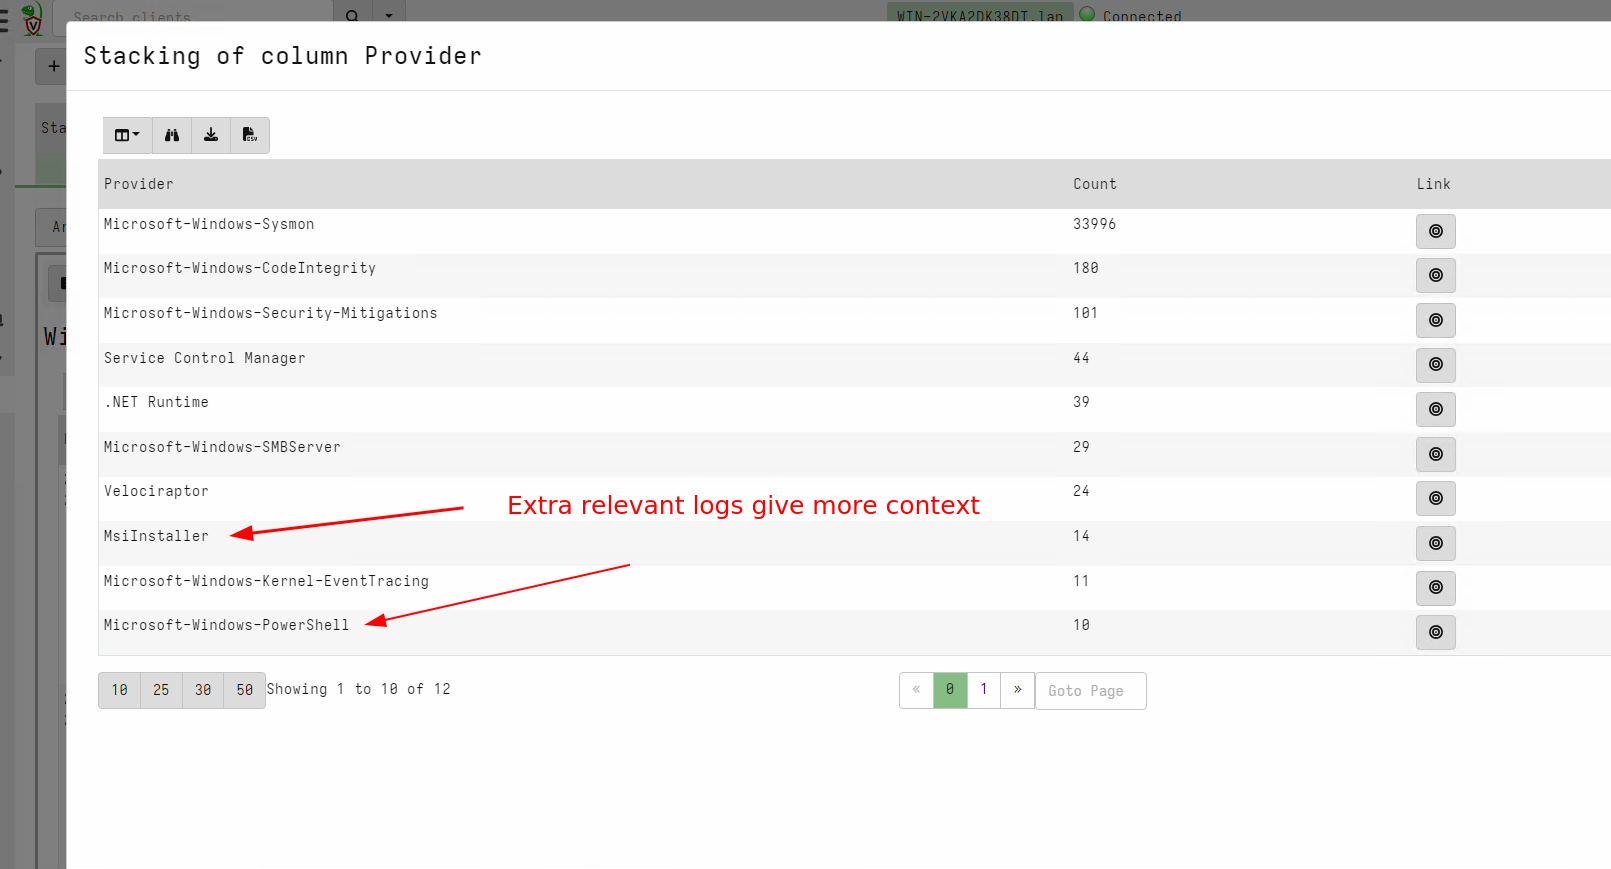 Search clients
WIN-2VKA2DK38DT.lan Connected
Stacking of column Provider
Sta
Provider Count Link
Microsoft-Windows-Sysmon 33996
Microsoft-Windows-CodeIntegrity 180
Microsoft-Windows-Security-Mitigations 101
Service Control Manager 44
.NET Runtime 39
Microsoft-Windows-SMBServer 29
Velociraptor 24
Extra relevant logs give more context
MsiInstaller 14
Microsoft-Windows-Kernel-EventTracing 11
Microsoft-Windows-PowerShell 10
10 25 30 50 Showing 1 to 10 of 12 « 0 1 » Goto Page